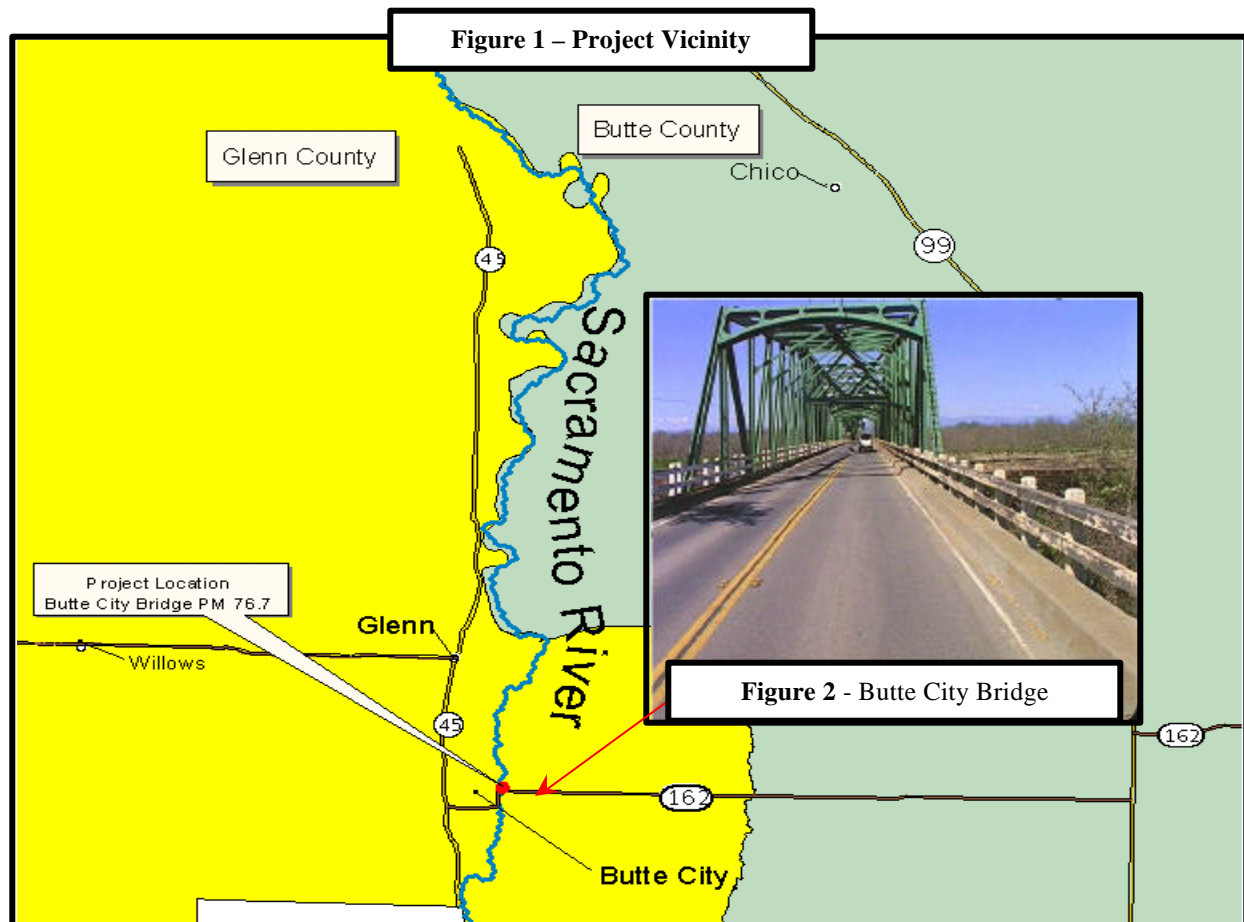 Figure 1 – Project Vicinity
Glenn County
Butte County
Chico
99
45
Sacramento River
Project Location
Butte City Bridge PM 76.7
Glenn
Willows
Figure 2 - Butte City Bridge
45
162
162
Butte City